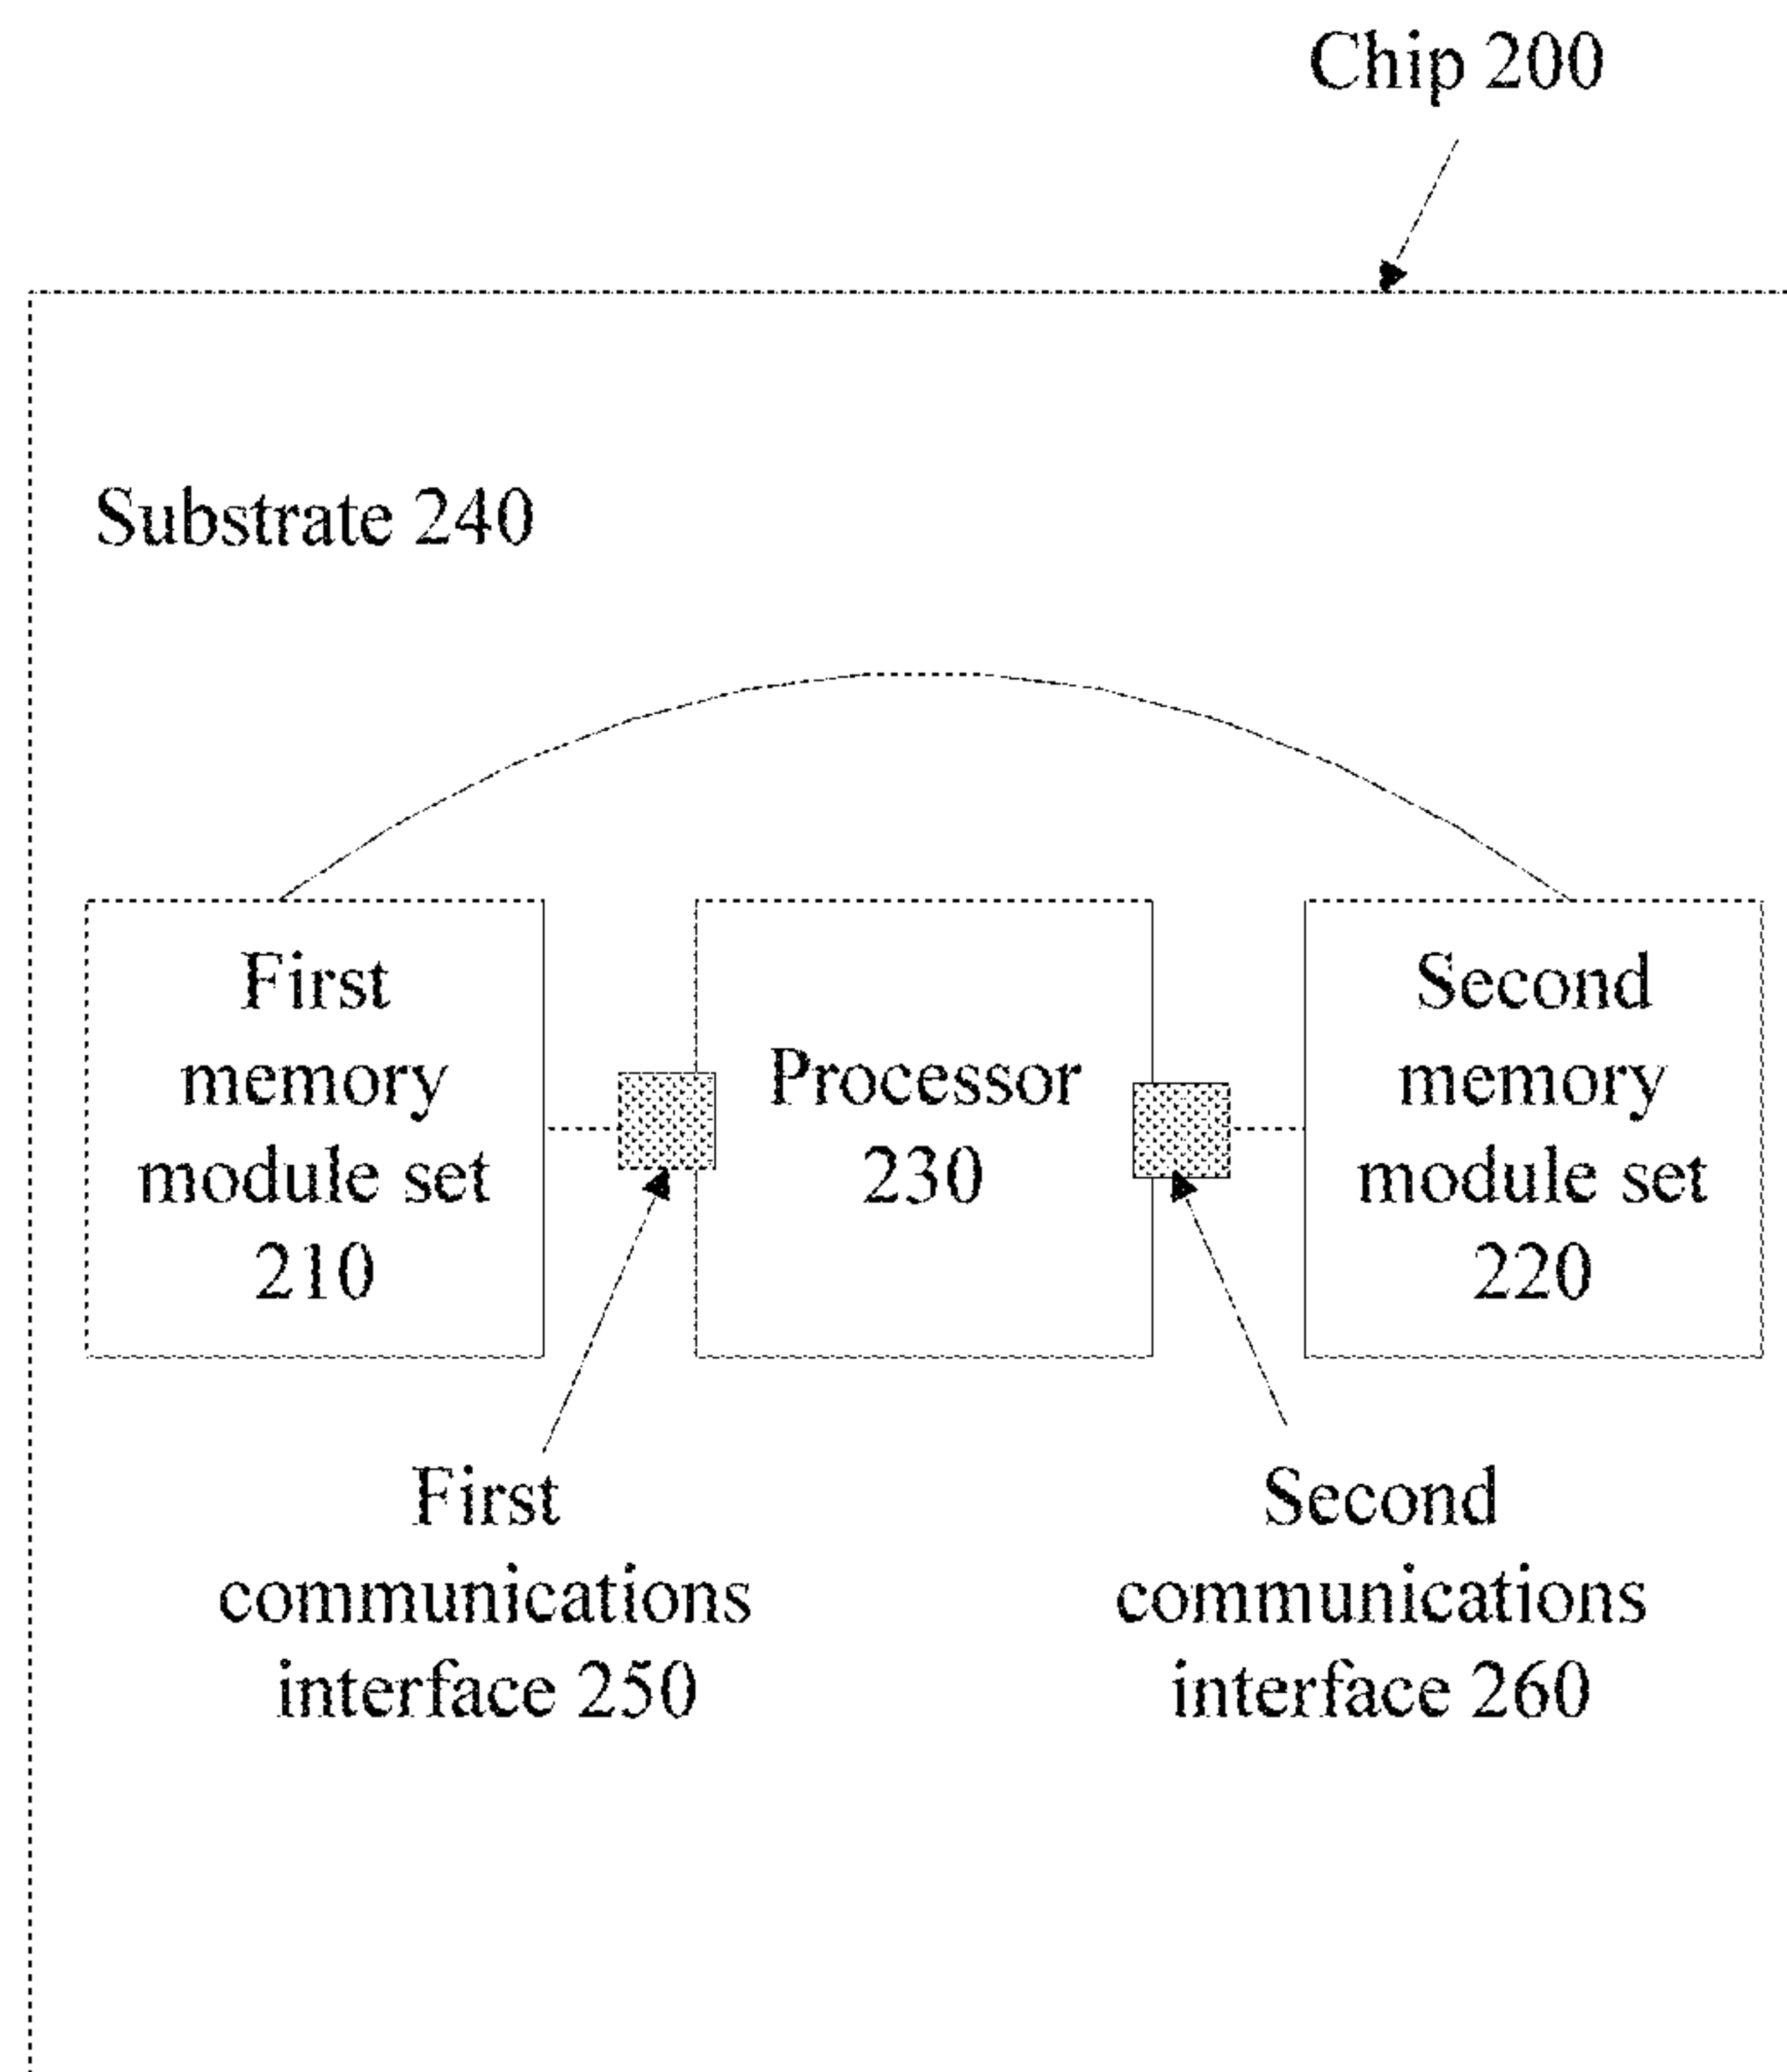 Chip 200
Substrate 240
First
memory
module set
210
Processor
230
Second
memory
module set
220
First
communications
interface 250
Second
communications
interface 260